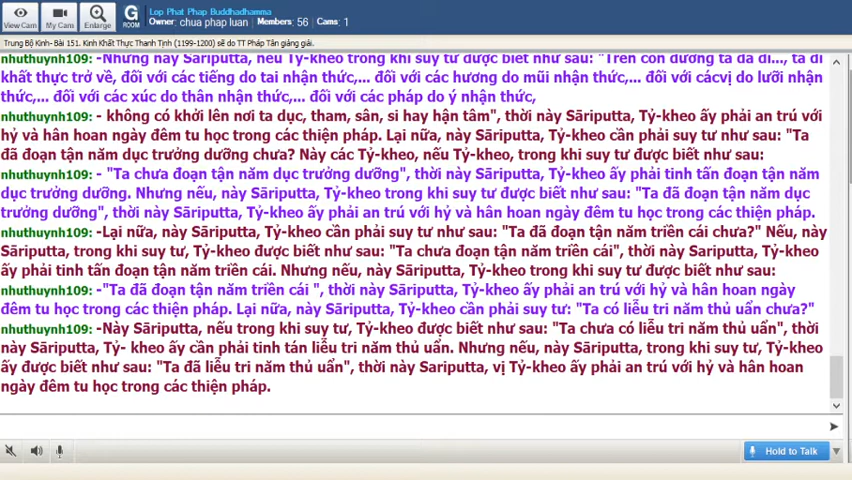 Lop Phat Phap Buddhadhamma
Owner: chua phap luan Members: 56 Cams: 1
View Cam My Cans Enlarge G ROOM
Trung Bộ Kinh- Bài 151. Kinh Khất Thực Thanh Tịnh (1199-1200) sẽ do TT Pháp Tân giảng giải.
nhuthuynh109: -Nhưng này Sāriputta, nếu Tỷ-kheo trong khi suy tư được biết như sau: "Trên con đường ta đã đi..., ta đi
khất thực trở về, đối với các tiếng do tai nhận thức,... đối với các hương do mũi nhận thức,... đối với cácvị do lưỡi nhận
thức,... đối với các xúc do thân nhận thức,... đối với các pháp do ý nhận thức,
nhuthuynh109: - không có khởi lên nơi ta dục, tham, sân, si hay hận tâm", thời này Sāriputta, Tỷ-kheo ấy phải an trú với
hỷ và hân hoan ngày đêm tu học trong các thiện pháp. Lại nữa, này Sāriputta, Tỷ-kheo cần phải suy tư như sau: "Ta
đã đoạn tận năm dục trưởng dưỡng chưa? Này các Tỷ-kheo, nếu Tỷ-kheo, trong khi suy tư được biết như sau:
nhuthuynh109: - "Ta chưa đoạn tận năm dục trưởng dưỡng", thời này Sāriputta, Tỷ-kheo ấy phải tinh tấn đoạn tận năm
dục trưởng dưỡng. Nhưng nếu, này Sāriputta, Tỷ-kheo trong khi suy tư được biết như sau: "Ta đã đoạn tận năm dục
trưởng dưỡng", thời này Sāriputta, Tỷ-kheo ấy phải an trú với hỷ và hân hoan ngày đêm tu học trong các thiện pháp.
nhuthuynh109: -Lại nữa, này Sāriputta, Tỷ-kheo cần phải suy tư như sau: "Ta đã đoạn tận năm triền cái chưa?" Nếu, này
Sāriputta, trong khi suy tư, Tỷ-kheo được biết như sau: "Ta chưa đoạn tận năm triền cái", thời này Sariputta, Tỷ-kheo
ấy phải tinh tấn đoạn tận năm triền cái. Nhưng nếu, này Sāriputta, Tỷ-kheo trong khi suy tư được biết như sau:
nhuthuynh109: -"Ta đã đoạn tận năm triền cái ", thời này Sāriputta, Tỷ-kheo ấy phải an trú với hỷ và hân hoan ngày
đêm tu học trong các thiện pháp. Lại nữa, này Sāriputta, Tỷ-kheo cần phải suy tư: "Ta có liễu tri năm thủ uẩn chưa?"
nhuthuynh109: -Này Sāriputta, nếu trong khi suy tư, Tỷ-kheo được biết như sau: "Ta chưa có liễu tri năm thủ uẩn", thời
này Sāriputta, Tỷ- kheo ấy cần phải tinh tán liễu tri năm thủ uẩn. Nhưng nếu, này Sāriputta, trong khi suy tư, Tỷ-kheo
ấy được biết như sau: "Ta đã liễu tri năm thủ uẩn", thời này Sariputta, vị Tỷ-kheo ấy phải an trú với hỷ và hân hoan
ngày đêm tu học trong các thiện pháp.
Hold to Talk